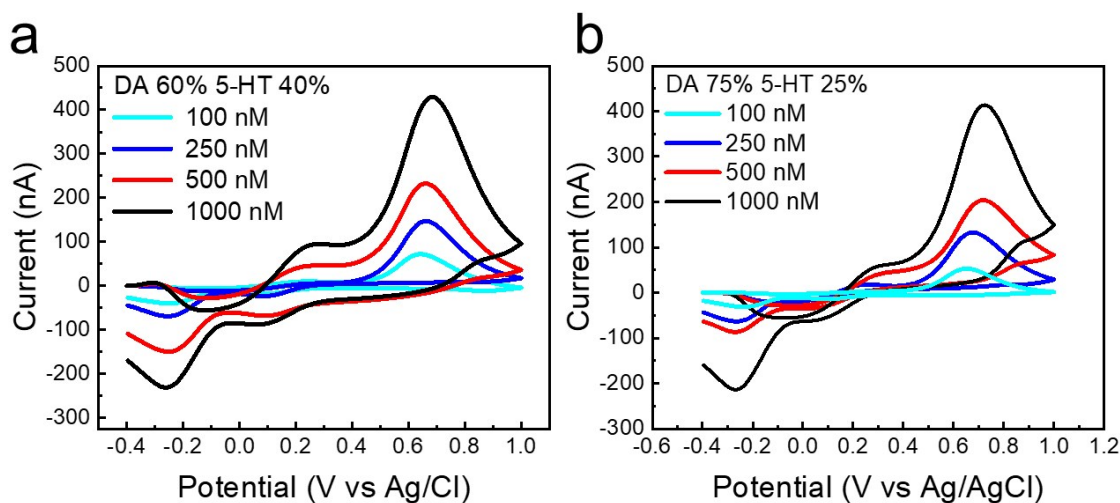 a
DA 60% 5-HT 40%
100 nM
250 nM
500 nM
1000 nM
500
400
300
200
100
0
-100
-200
-300
Current (nA)
-0.4 -0.2 0.0 0.2 0.4 0.6 0.8 1.0
Potential (V vs Ag/Cl)
b
DA 75% 5-HT 25%
100 nM
250 nM
500 nM
1000 nM
500
400
300
200
100
0
-100
-200
-300
Current (nA)
-0.6 -0.4 -0.2 0.0 0.2 0.4 0.6 0.8 1.0 1.2
Potential (V vs Ag/AgCl)